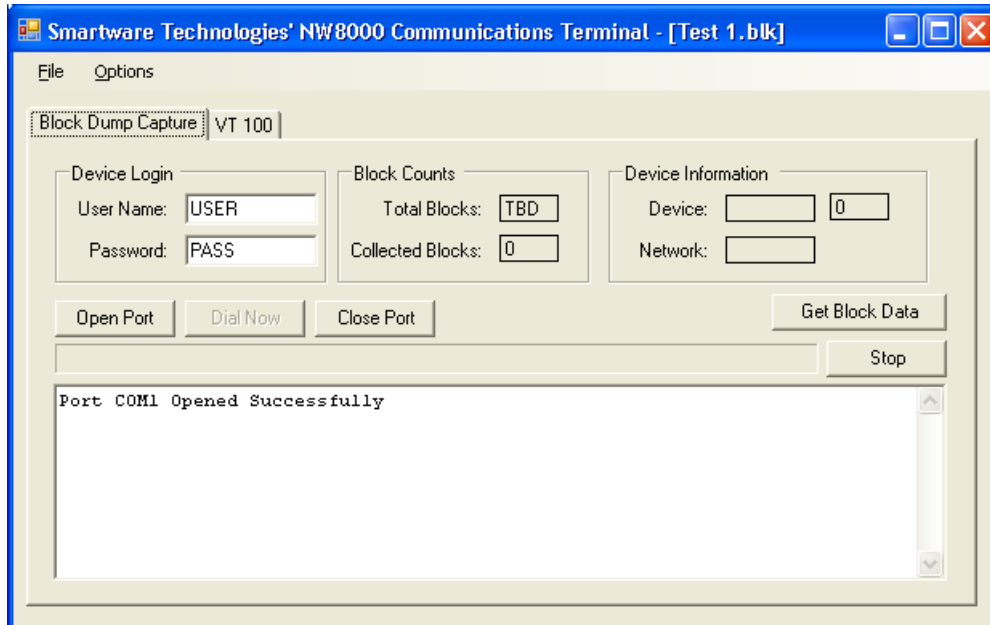 Smartware Technologies' NW8000 Communications Terminal - [Test 1.blk]
File Options
Block Dump Capture VT 100
Device Login
User Name: USER
Password: PASS
Block Counts
Total Blocks: TBD
Collected Blocks: 0
Device Information
Device: 0
Network:
Open Port Dial Now Close Port Get Block Data
Stop
Port COM1 Opened Successfully